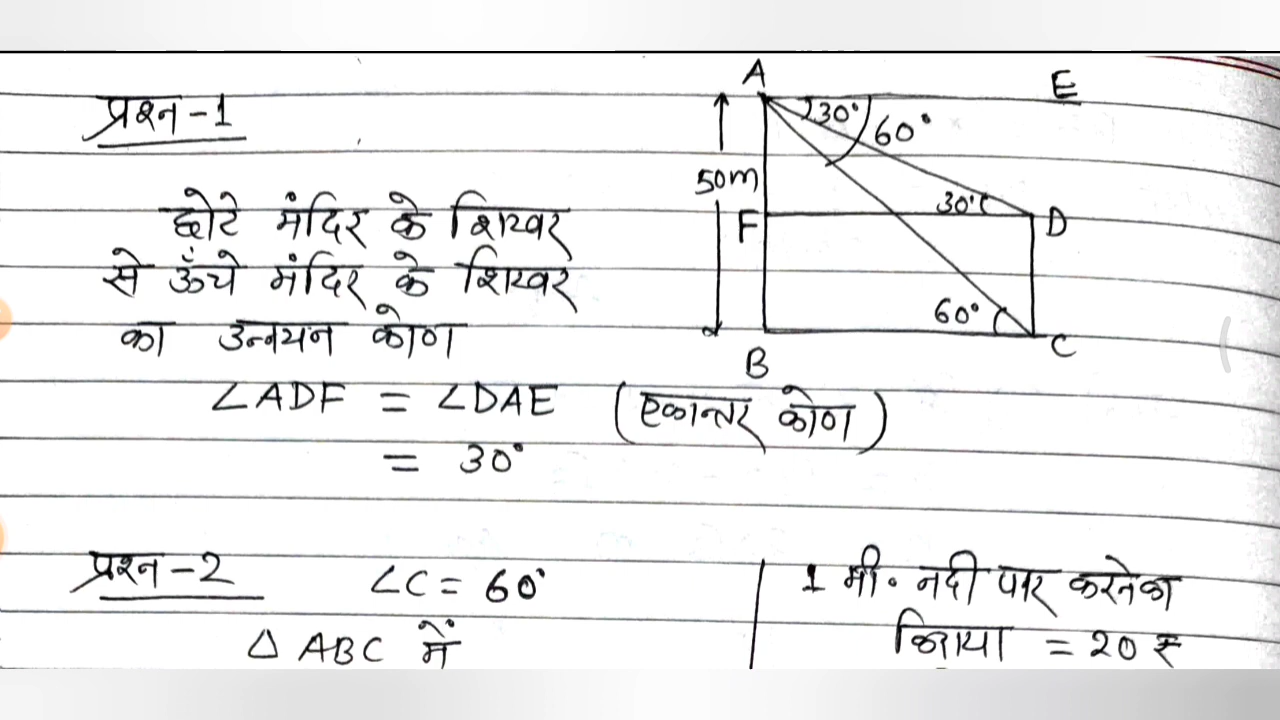 प्रश्न-1
A
E
30°
60°
50m
F
30°
D
60°
B
C
छोटे मंदिर के शिखर
से ऊँचे मंदिर के शिखर
का उन्नयन कोण
∠ADF = ∠DAE (एकान्तर कोण)
= 30°
प्रश्न-2
∠C = 60°
△ ABC में
1 मी. नदी पार करने का
किराया = 20 ₹